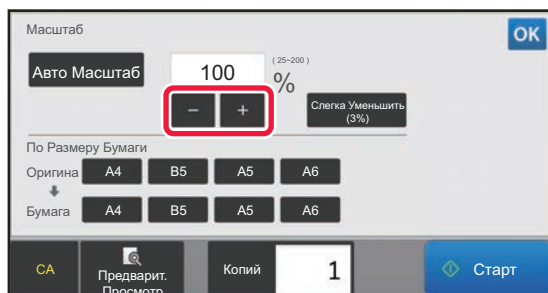 Масштаб
OK
Авто Масштаб
100
(25~200)
%
- +
Слегка Уменьшить
(3%)
По Размеру Бумаги
Оригина A4 B5 A5 A6
Бумага A4 B5 A5 A6
CA
Предварит.
Просмотр
Копий
1
Старт